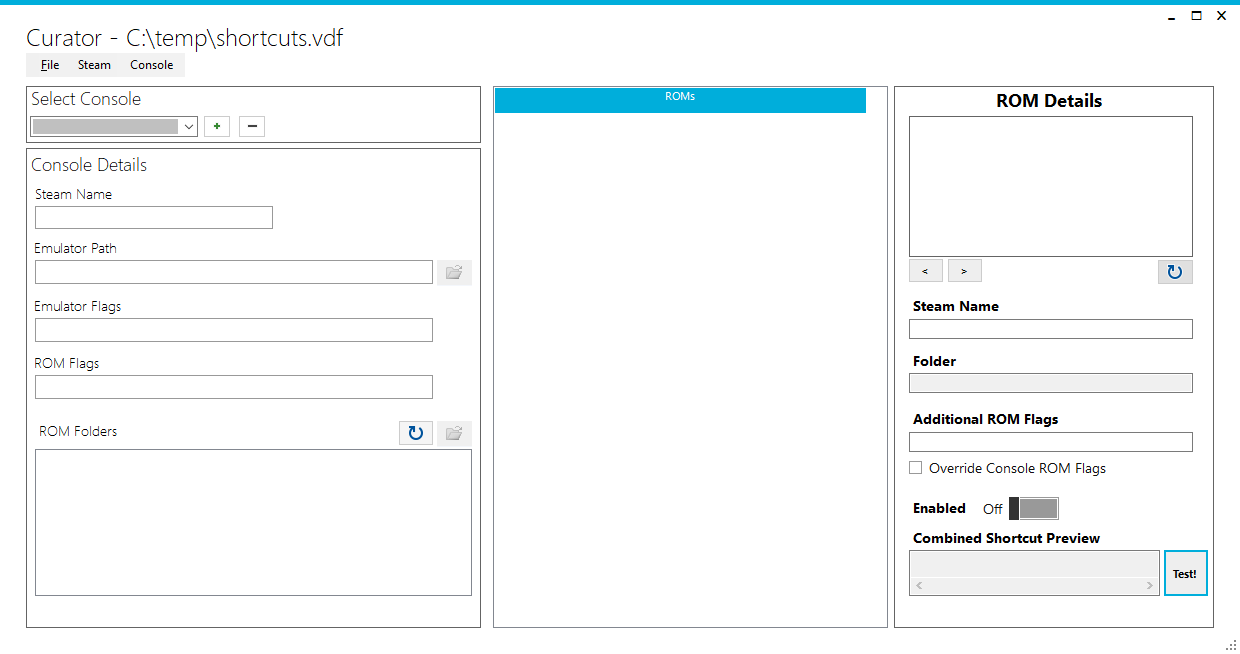 Curator - C:\temp\shortcuts.vdf
File Steam Console
Select Console
Console Details
Steam Name
Emulator Path
Emulator Flags
ROM Flags
ROM Folders
ROMs
ROM Details
< >
Steam Name
Folder
Additional ROM Flags
Override Console ROM Flags
Enabled Off
Combined Shortcut Preview
Test!